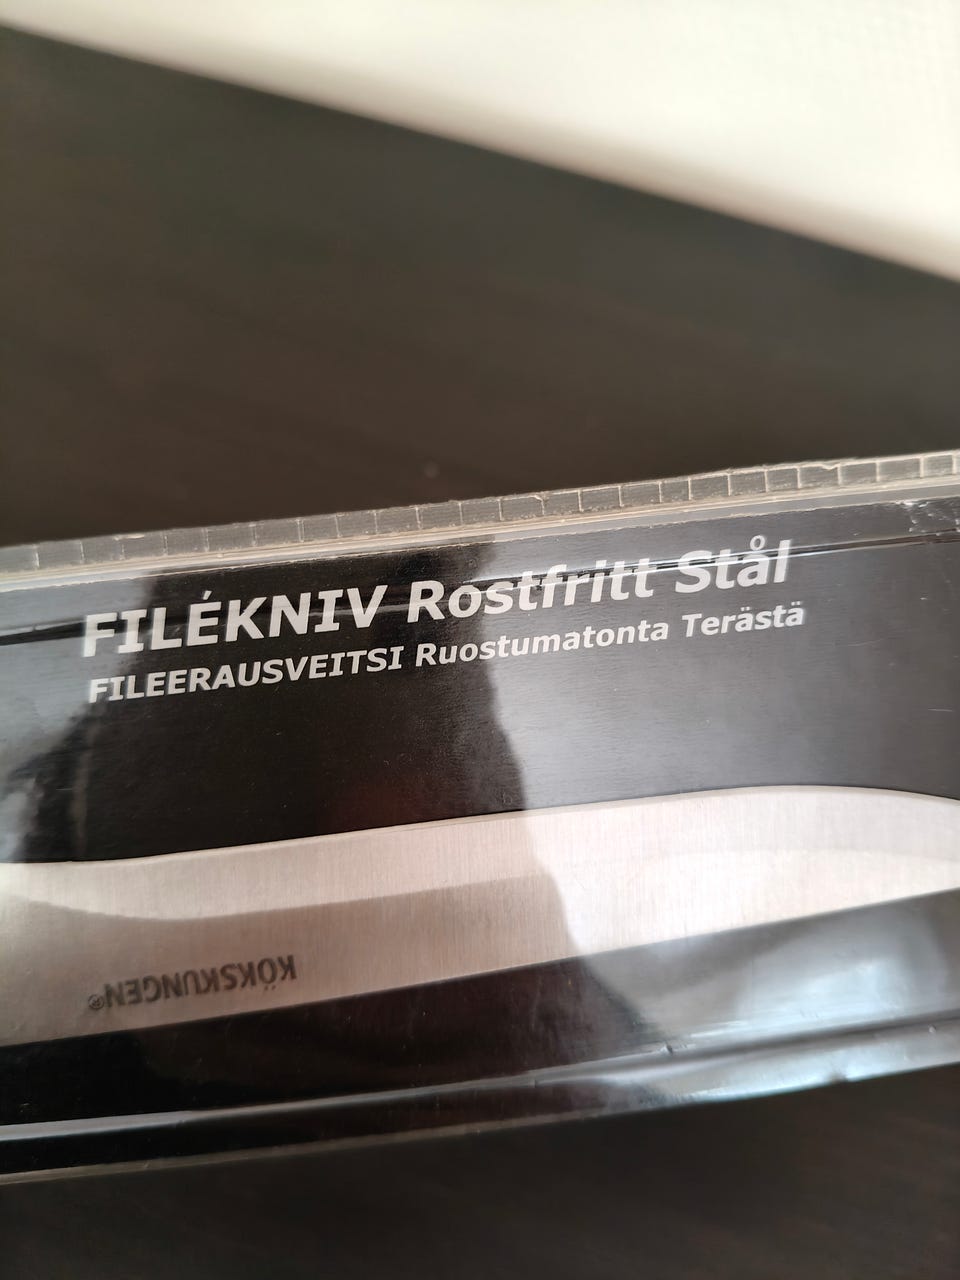 FILÉKNIV Rostfritt Stål
FILEERAUSVEITSI Ruostumatonta Terästä
KÖKSKUNGEN®